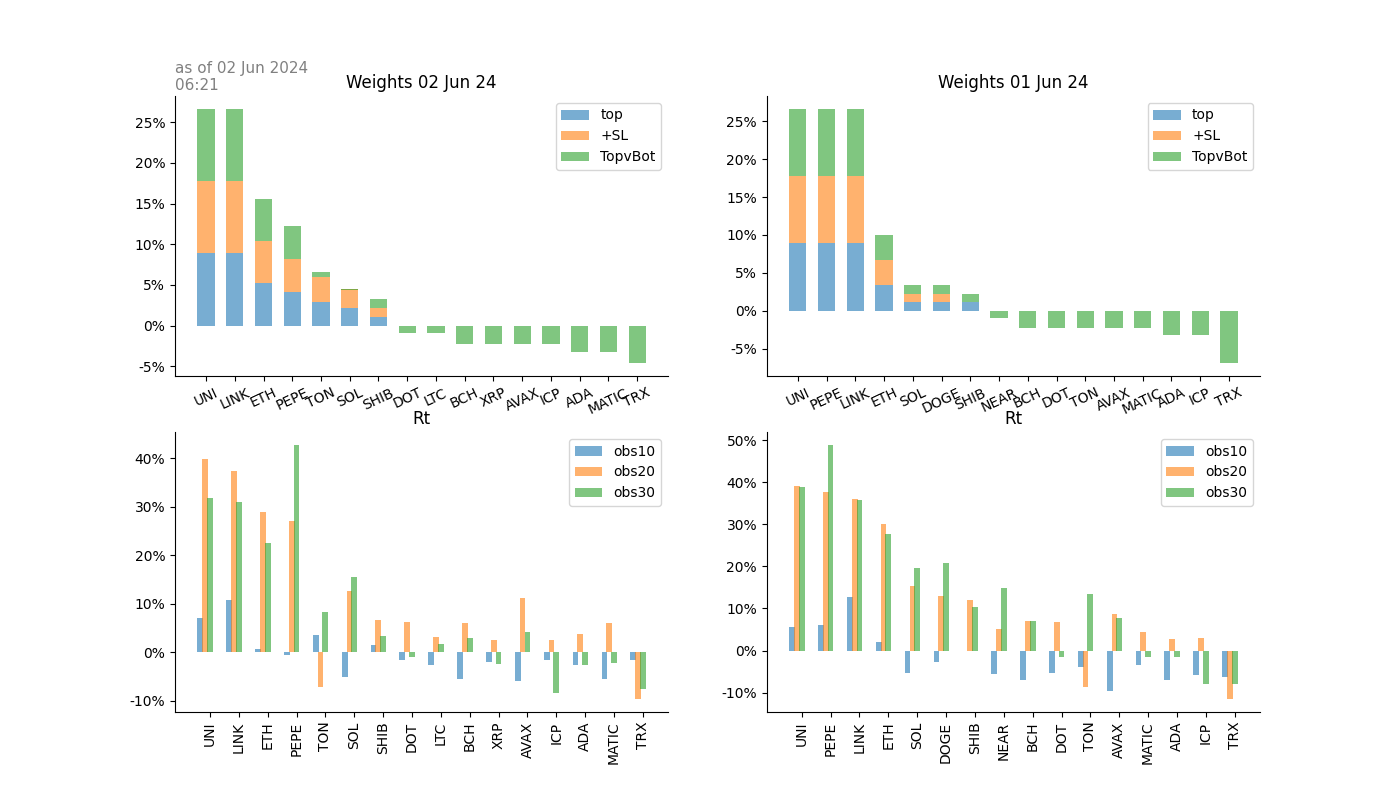 as of 02 Jun 2024
06:21
Weights 02 Jun 24
25%
20%
15%
10%
5%
0%
-5%
top
+SL
TopvBot
UNI LINK ETH PEPE TON SOL SHIB DOT LTC BCH XRP AVAX ICP ADA MATIC TRX
Weights 01 Jun 24
25%
20%
15%
10%
5%
0%
-5%
top
+SL
TopvBot
UNI PEPE LINK ETH SOL DOGE SHIB NEAR BCH DOT TON AVAX MATIC ADA ICP TRX
Rt
40%
30%
20%
10%
0%
-10%
obs10
obs20
obs30
UNI LINK ETH PEPE TON SOL SHIB DOT LTC BCH XRP AVAX ICP ADA MATIC TRX
Rt
50%
40%
30%
20%
10%
0%
-10%
obs10
obs20
obs30
UNI PEPE LINK ETH SOL DOGE SHIB NEAR BCH DOT TON AVAX MATIC ADA ICP TRX